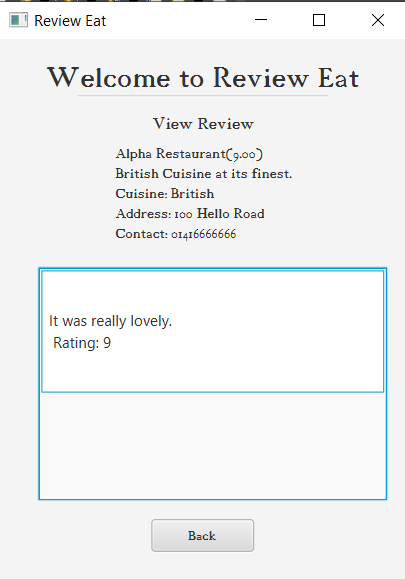 Review Eat
Welcome to Review Eat
View Review
Alpha Restaurant(9.00)
British Cuisine at its finest.
Cuisine: British
Address: 100 Hello Road
Contact: 01416666666
It was really lovely.
Rating: 9
Back